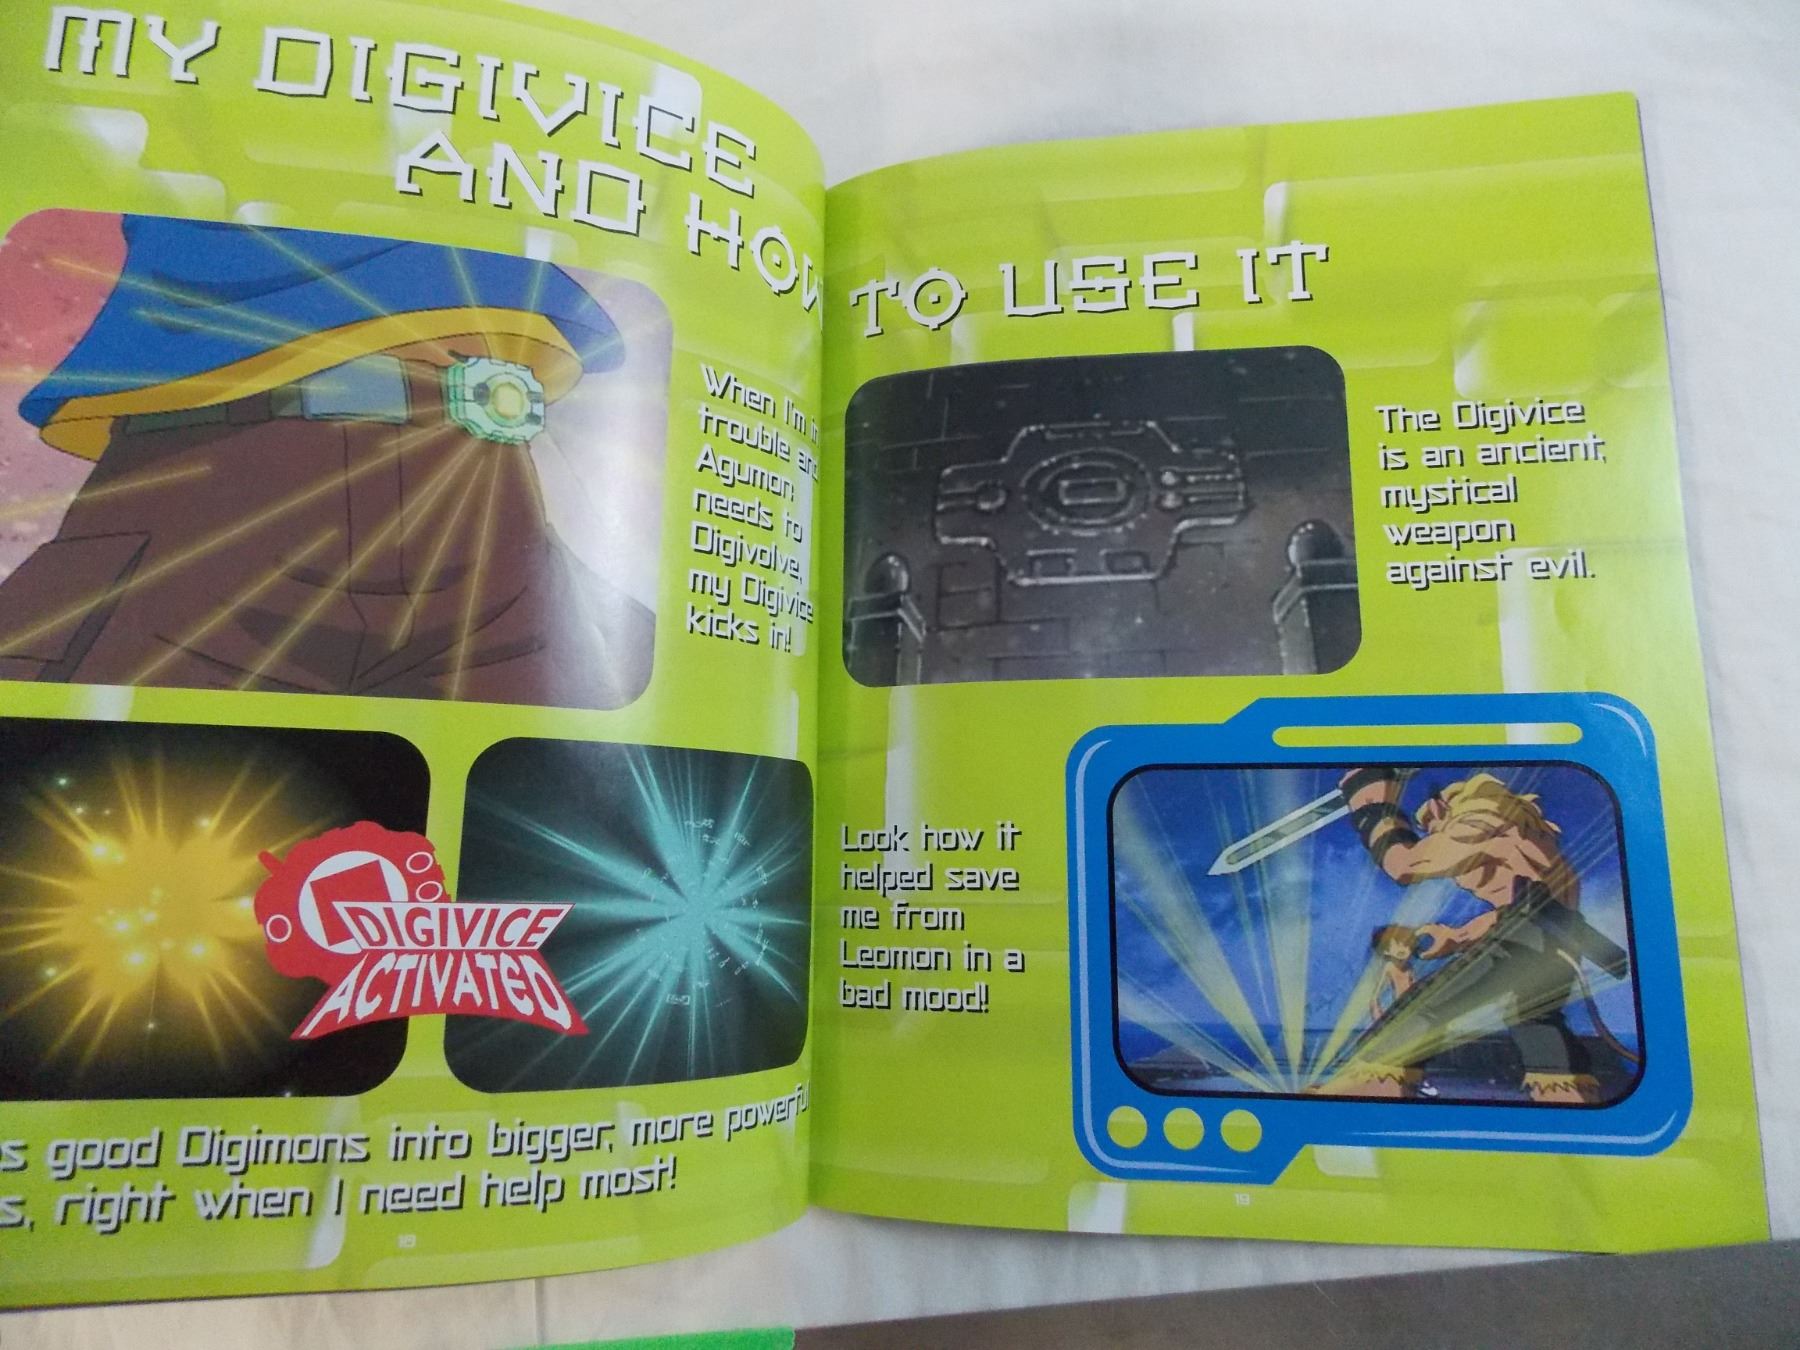 MY DIGIVICE
AND HOW TO USE IT
When I'm in
trouble and
Agumon
needs to
Digivolve,
my Digivice
kicks in!
DIGIVICE
ACTIVATED
s good Digimons into bigger, more powerful
s, right when I need help most!
18
The Digivice
is an ancient,
mystical
weapon
against evil.
Look how it
helped save
me from
Leomon in a
bad mood!
19